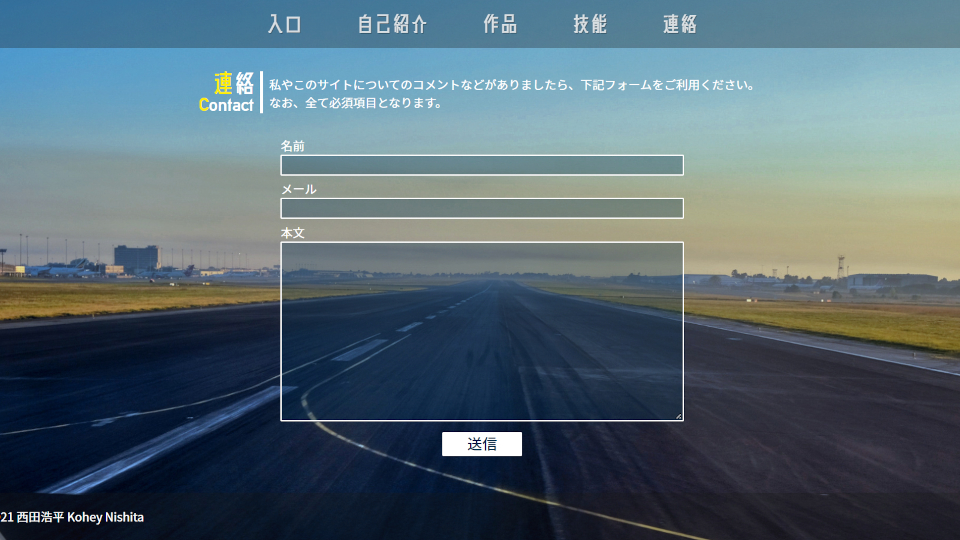 入口 自己紹介 作品 技能 連絡
連絡
Contact
私やこのサイトについてのコメントなどがありましたら、下記フォームをご利用ください。
なお、全て必須項目となります。
名前
メール
本文
送信
21 西田浩平 Kohey Nishita